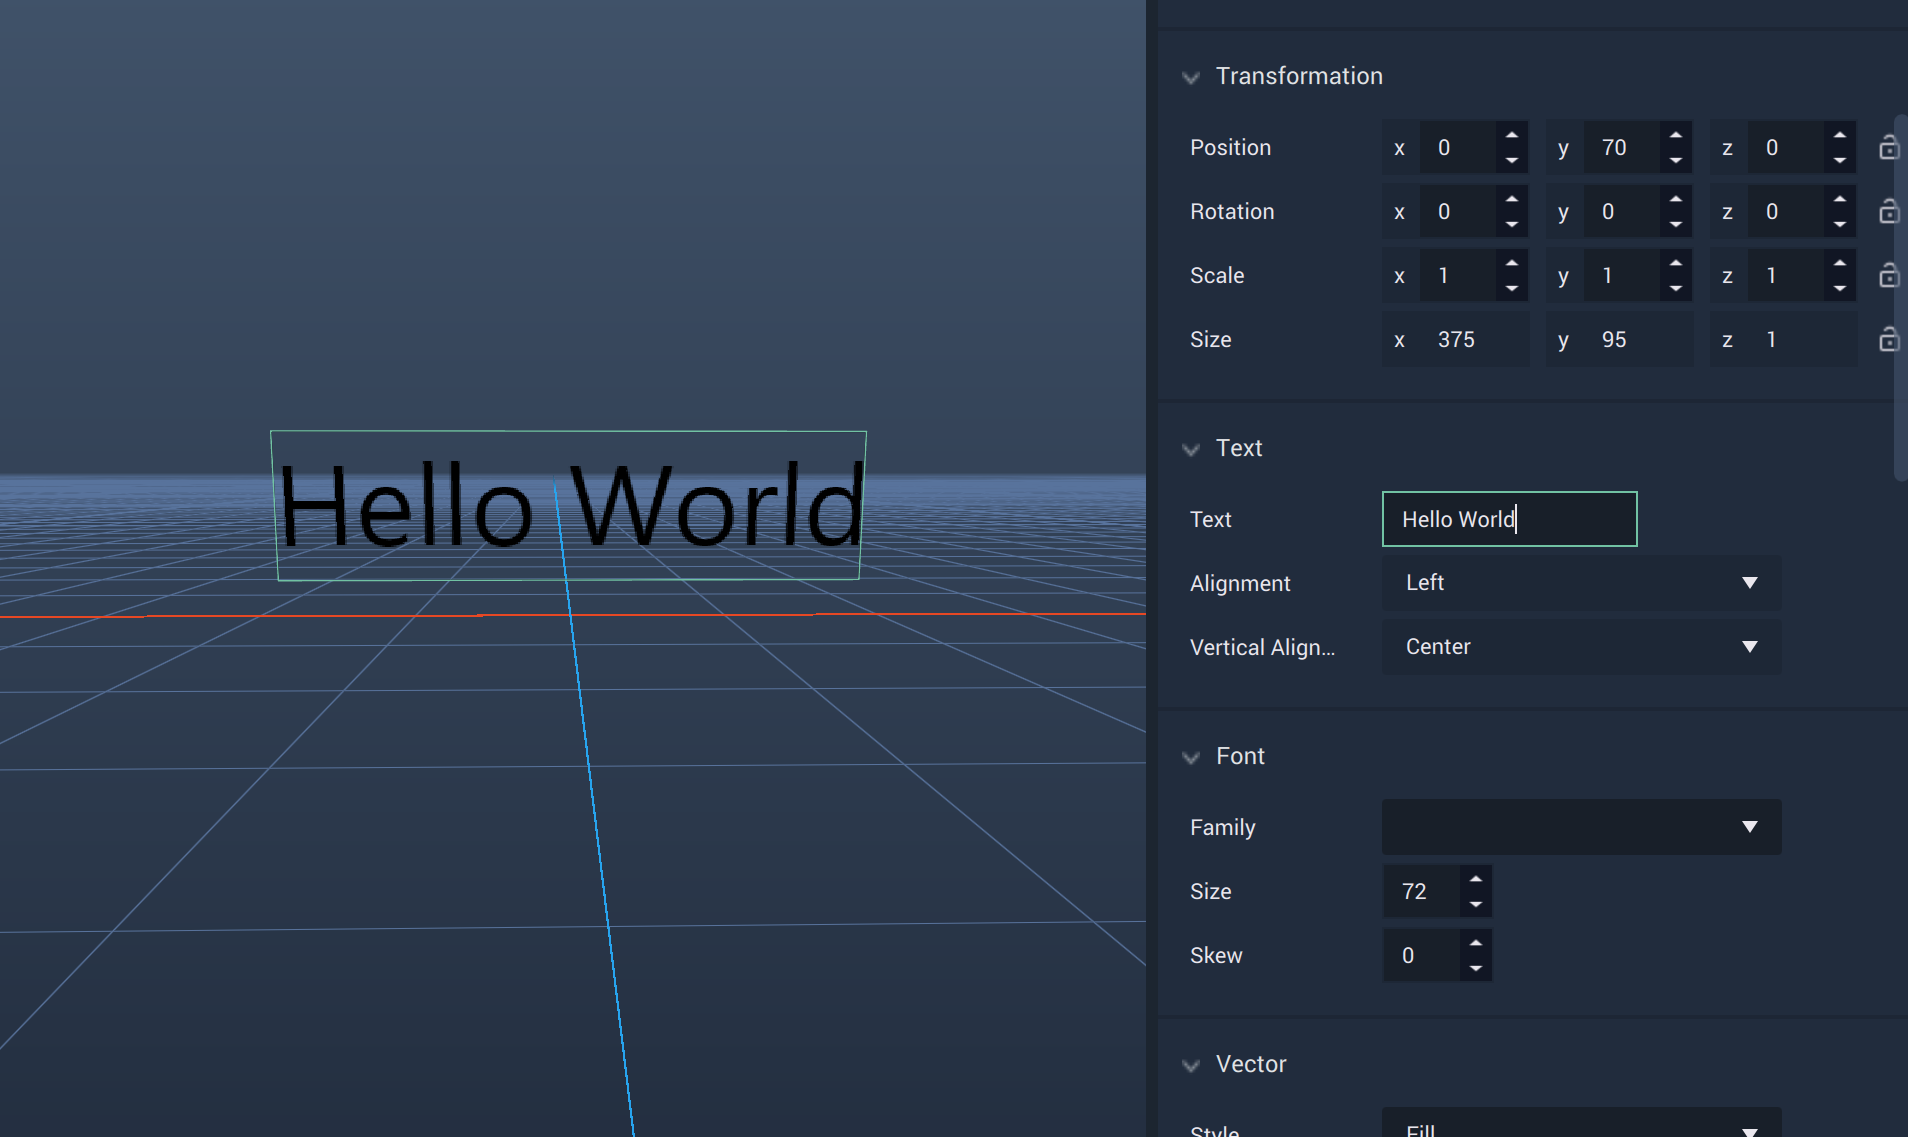 Hello World
Transformation
Position x 0 y 70 z 0
Rotation x 0 y 0 z 0
Scale x 1 y 1 z 1
Size x 375 y 95 z 1
Text
Text Hello World
Alignment Left
Vertical Align... Center
Font
Family
Size 72
Skew 0
Vector
Style Fill